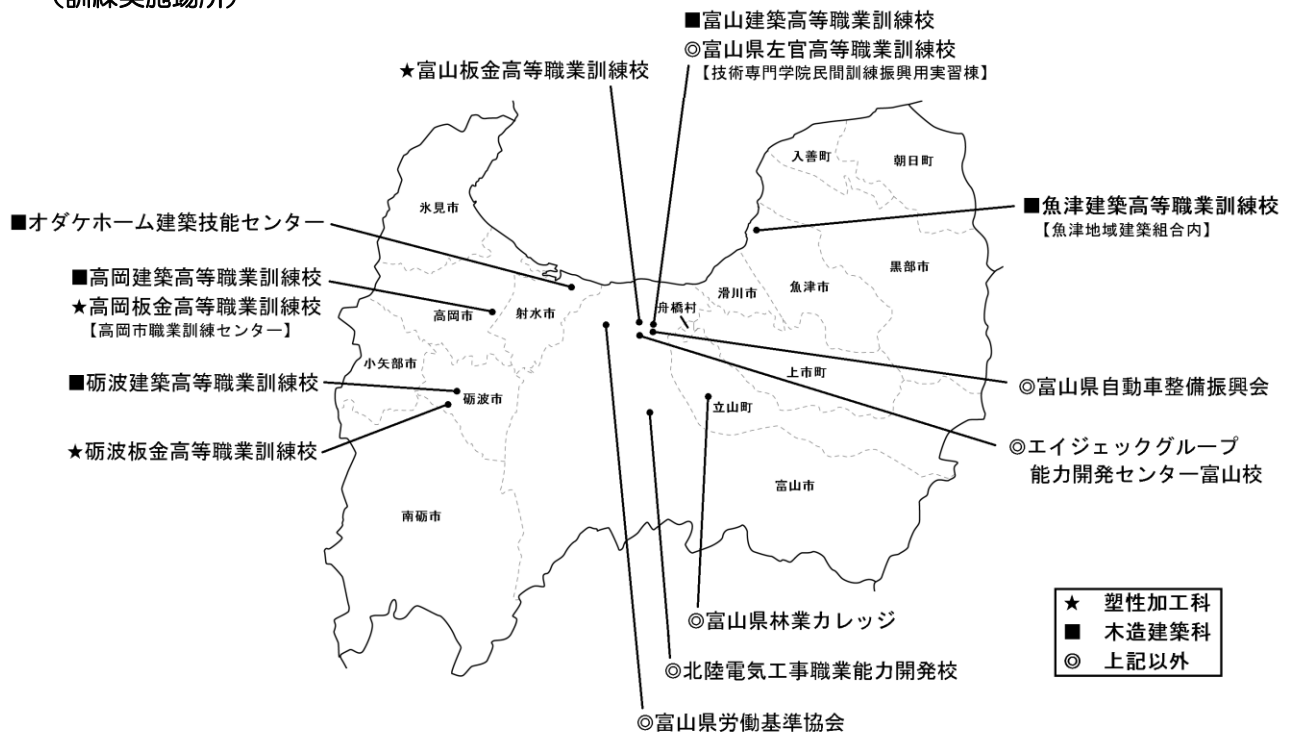 （訓練実施場所）
■富山建築高等職業訓練校
◎富山県左官高等職業訓練校
【技術専門学院民間訓練振興用実習棟】
★富山板金高等職業訓練校
入善町
朝日町
氷見市
■オダケホーム建築技能センター
■魚津建築高等職業訓練校
【魚津地域建築組合内】
黒部市
■高岡建築高等職業訓練校
★高岡板金高等職業訓練校
【高岡市職業訓練センター】
高岡市
射水市
舟橋村
滑川市
魚津市
小矢部市
上市町
■砺波建築高等職業訓練校
砺波市
立山町
◎富山県自動車整備振興会
★砺波板金高等職業訓練校
◎エイジェックグループ
能力開発センター富山校
富山市
南砺市
◎富山県林業カレッジ
◎北陸電気工事職業能力開発校
◎富山県労働基準協会
★ 塑性加工科
■ 木造建築科
◎ 上記以外